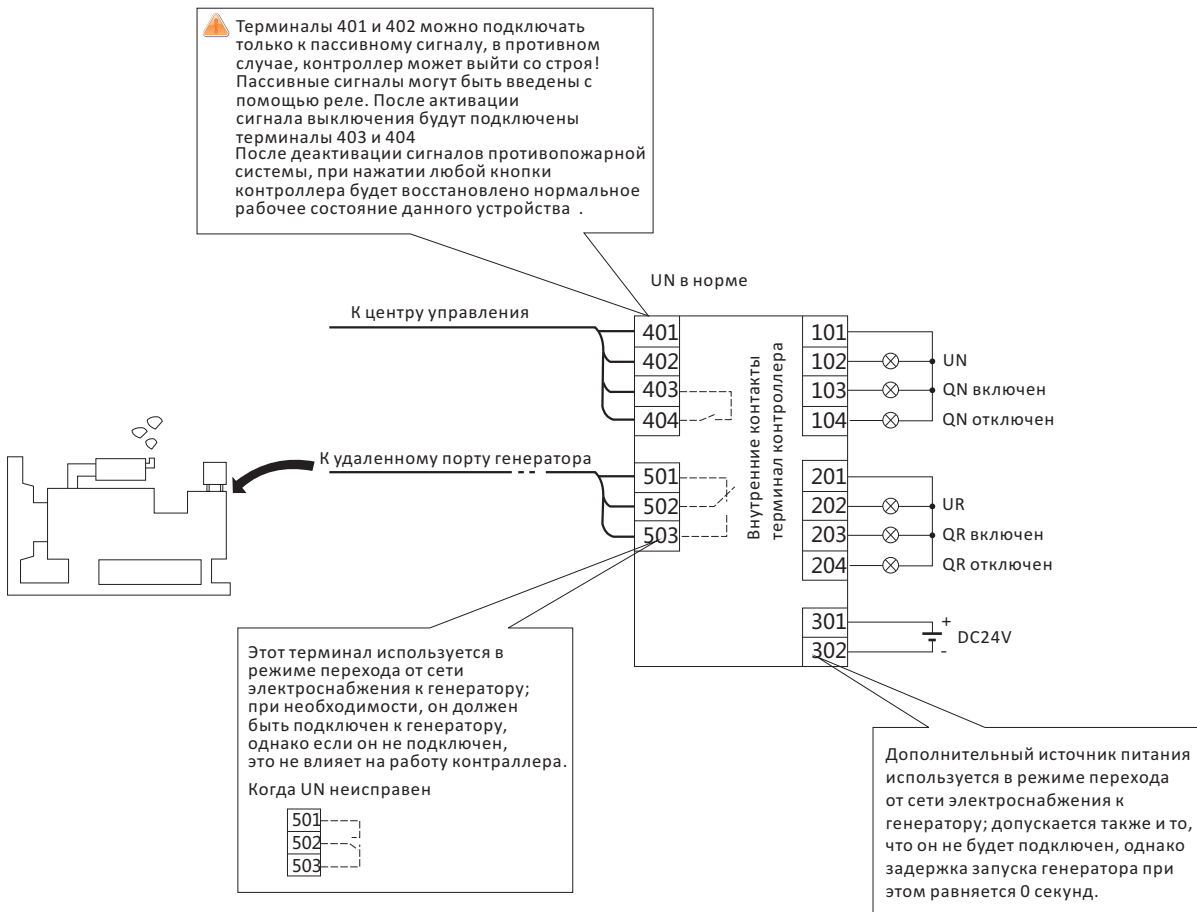 Терминалы 401 и 402 можно подключать
только к пассивному сигналу, в противном
случае, контроллер может выйти со строя!
Пассивные сигналы могут быть введены с
помощью реле. После активации
сигнала выключения будут подключены
терминалы 403 и 404
После деактивации сигналов противопожарной
системы, при нажатии любой кнопки
контроллера будет восстановлено нормальное
рабочее состояние данного устройства .
UN в норме
К центру управления
401
402
403
404
К удаленному порту генератора
501
502
503
Внутренние контакты
терминал контроллера
101
102
UN
103
QN включен
104
QN отключен
201
202
UR
203
QR включен
204
QR отключен
301
+
302
-
DC24V
Этот терминал используется в
режиме перехода от сети
электроснабжения к генератору;
при необходимости, он должен
быть подключен к генератору,
однако если он не подключен,
это не влияет на работу контраллера.
Когда UN неисправен
501
502
503
Дополнительный источник питания
используется в режиме перехода
от сети электроснабжения к
генератору; допускается также и то,
что он не будет подключен, однако
задержка запуска генератора при
этом равняется 0 секунд.